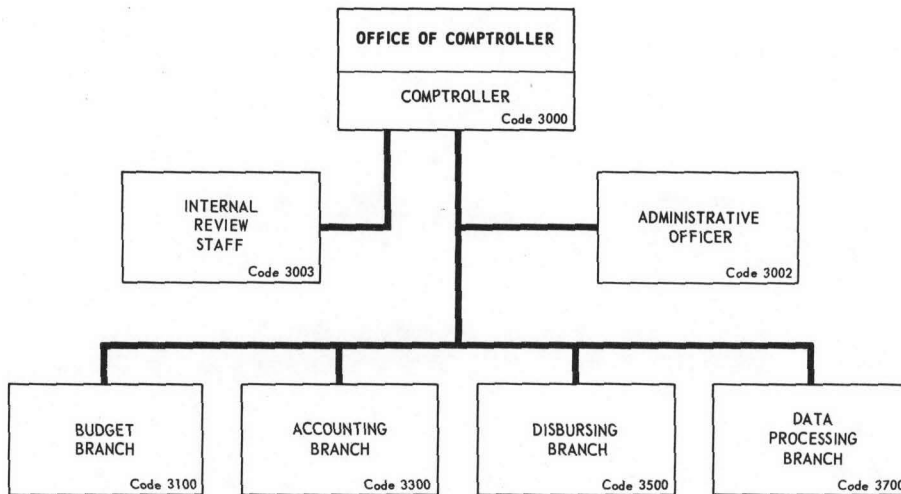 OFFICE OF COMPTROLLER
COMPTROLLER
Code 3000
INTERNAL
REVIEW
STAFF
Code 3003
ADMINISTRATIVE
OFFICER
Code 3002
BUDGET
BRANCH
Code 3100
ACCOUNTING
BRANCH
Code 3300
DISBURSING
BRANCH
Code 3500
DATA
PROCESSING
BRANCH
Code 3700